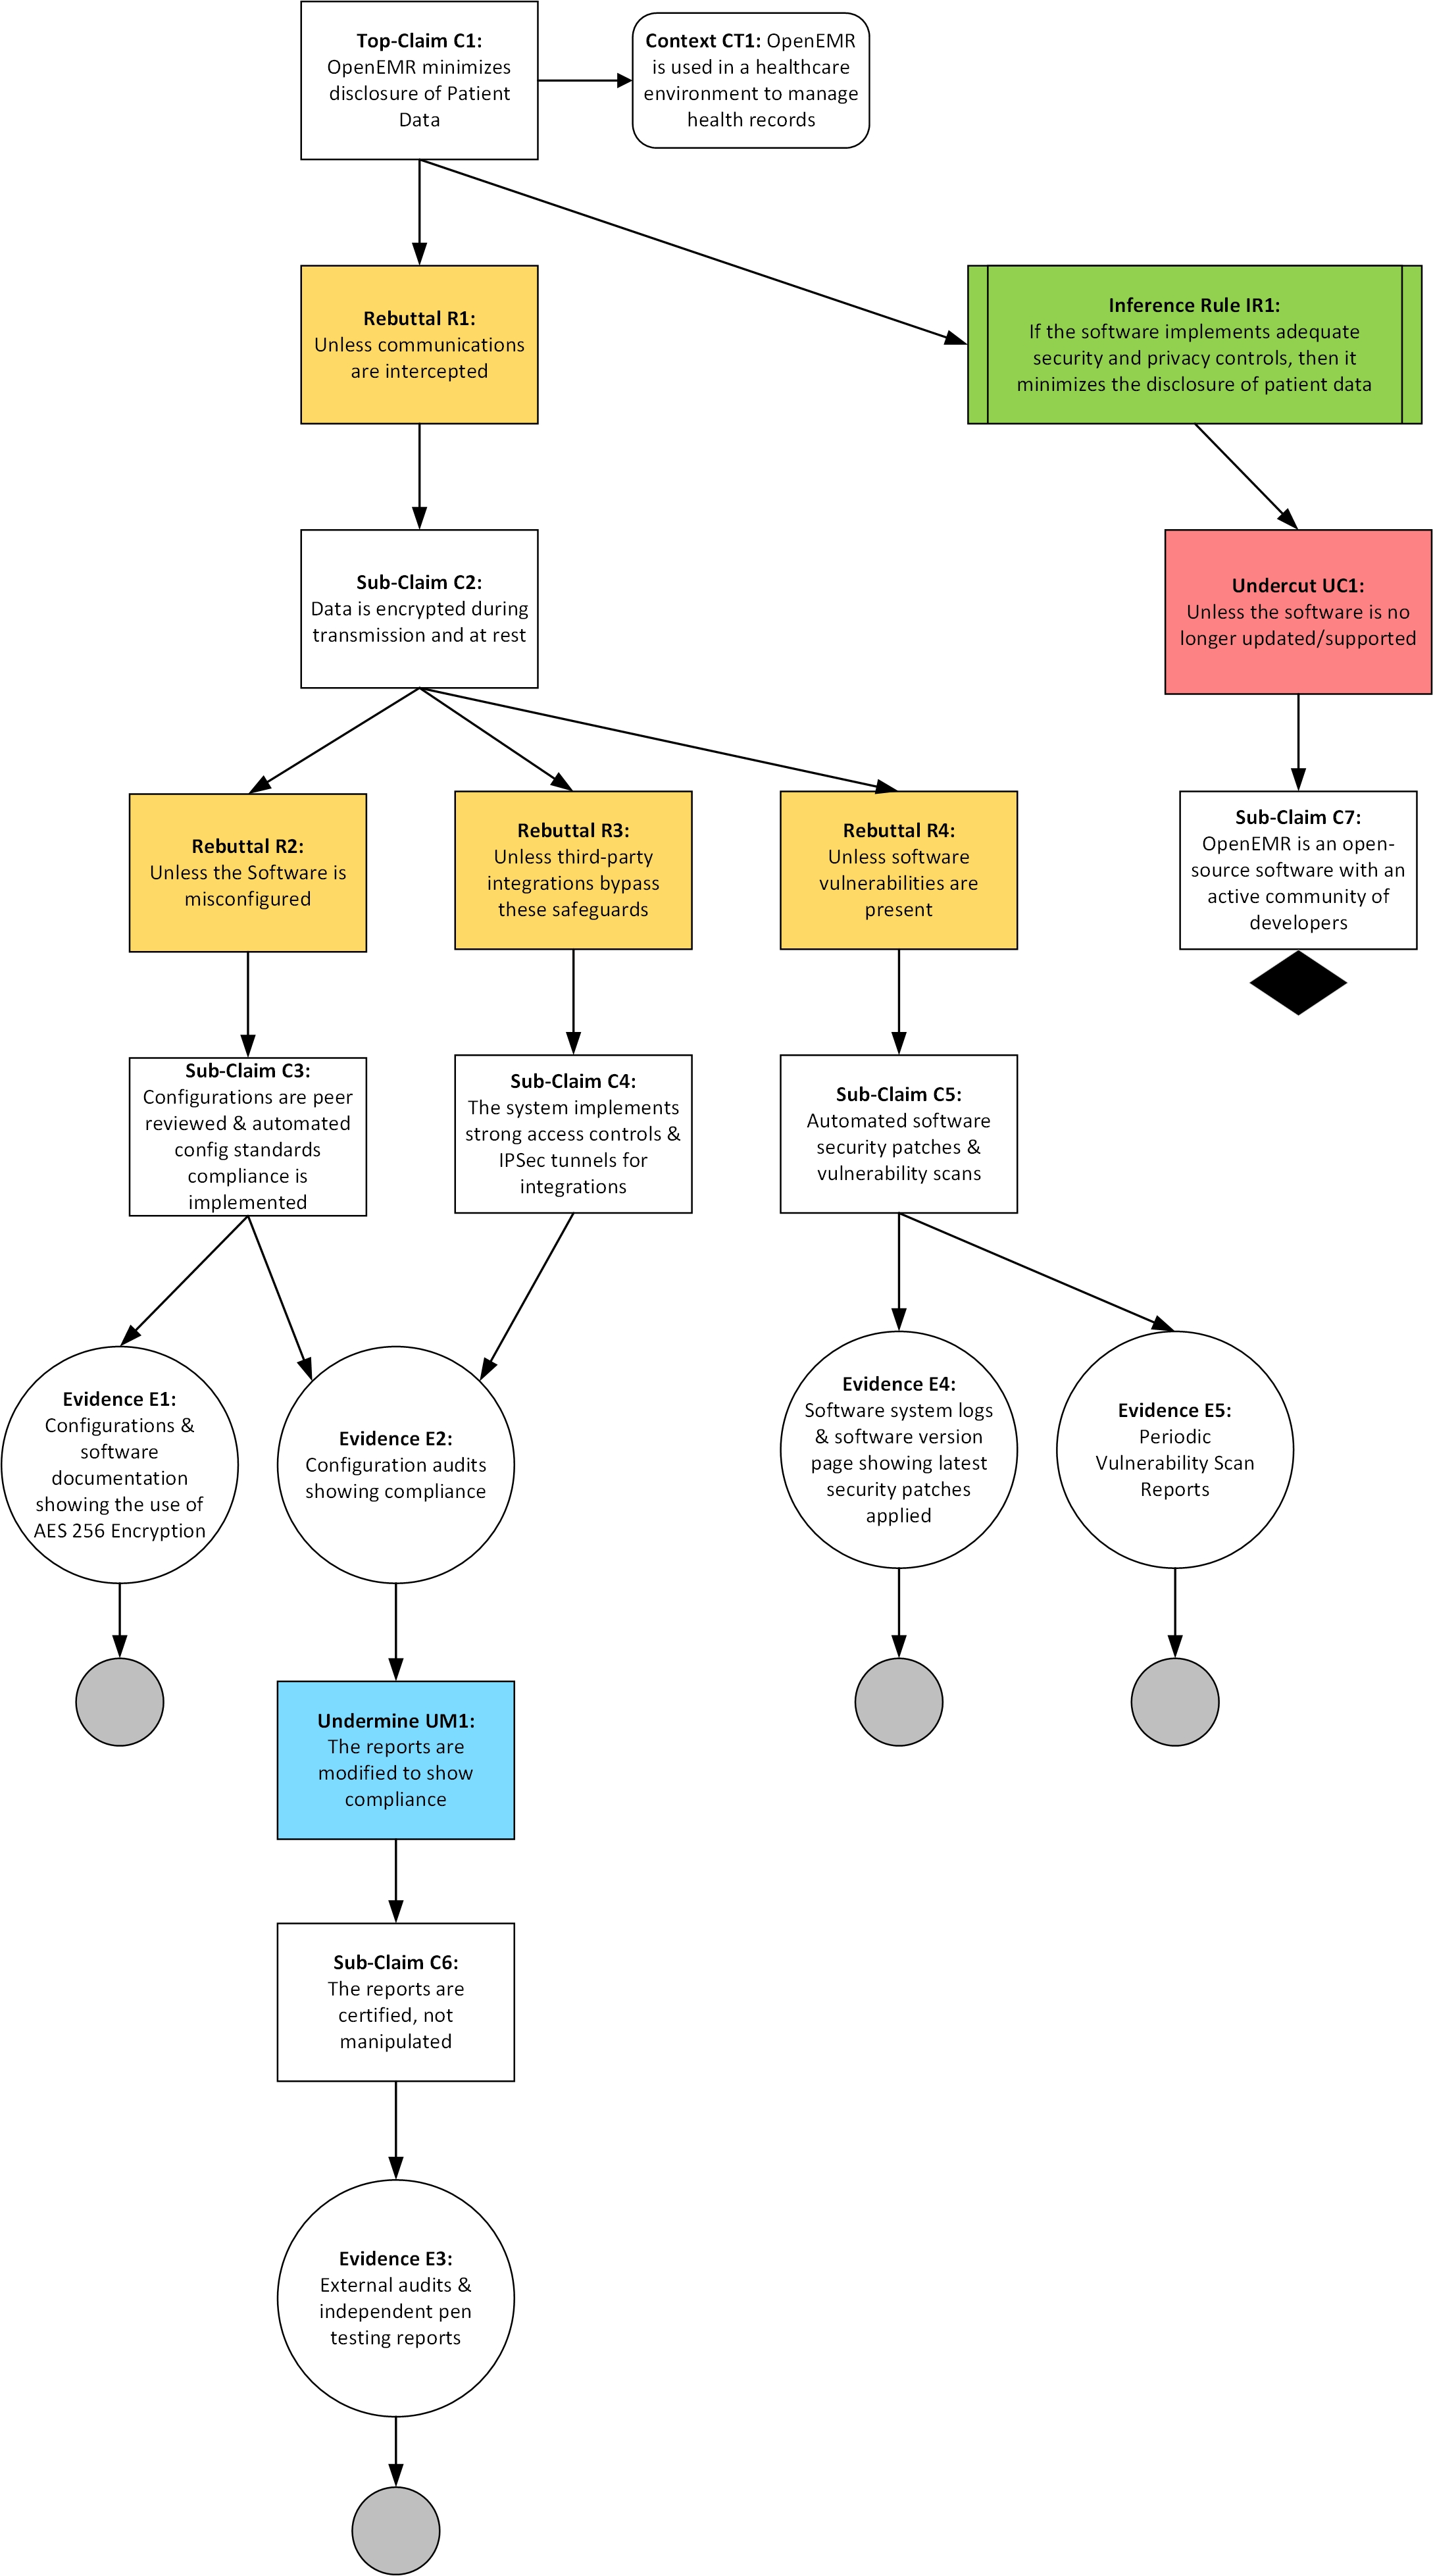 Top-Claim C1:
OpenEMR minimizes
disclosure of Patient
Data
Context CT1: OpenEMR
is used in a healthcare
environment to manage
health records
Rebuttal R1:
Unless communications
are intercepted
Inference Rule IR1:
If the software implements adequate
security and privacy controls, then it
minimizes the disclosure of patient data
Sub-Claim C2:
Data is encrypted during
transmission and at rest
Undercut UC1:
Unless the software is no
longer updated/supported
Rebuttal R2:
Unless the Software is
misconfigured
Rebuttal R3:
Unless third-party
integrations bypass
these safeguards
Rebuttal R4:
Unless software
vulnerabilities are
present
Sub-Claim C7:
OpenEMR is an open-
source software with an
active community of
developers
Sub-Claim C3:
Configurations are peer
reviewed & automated
config standards
compliance is
implemented
Sub-Claim C4:
The system implements
strong access controls &
IPSec tunnels for
integrations
Sub-Claim C5:
Automated software
security patches &
vulnerability scans
Evidence E1:
Configurations &
software
documentation
showing the use of
AES 256 Encryption
Evidence E2:
Configuration audits
showing compliance
Evidence E4:
Software system logs
& software version
page showing latest
security patches
applied
Evidence E5:
Periodic
Vulnerability Scan
Reports
Undermine UM1:
The reports are
modified to show
compliance
Sub-Claim C6:
The reports are
certified, not
manipulated
Evidence E3:
External audits &
independent pen
testing reports